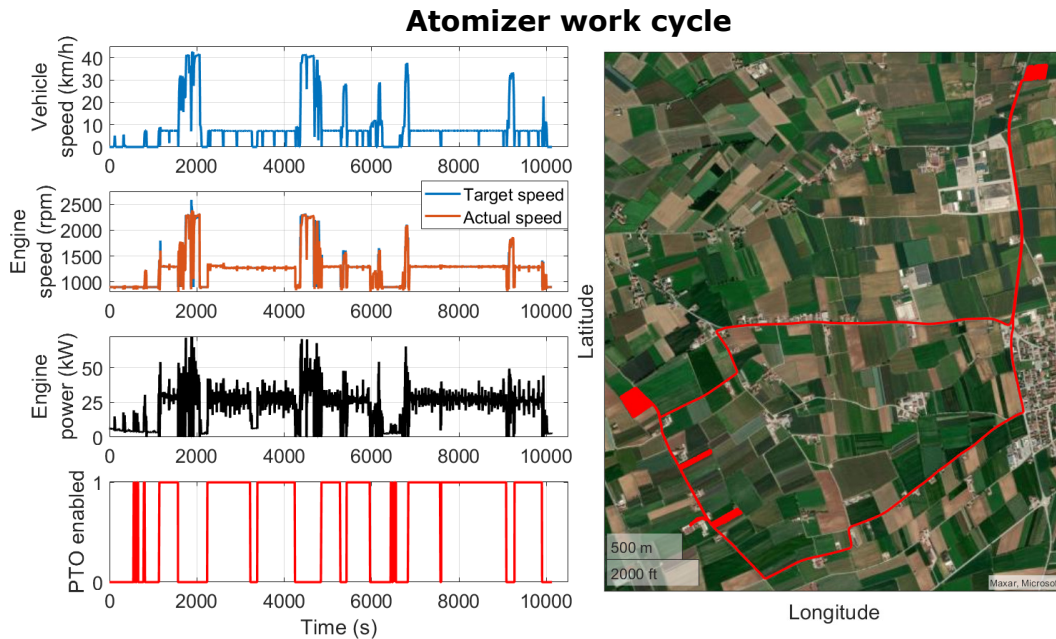 Atomizer work cycle
Vehicle
speed (km/h)
40
30
20
10
0
0 2000 4000 6000 8000 10000
Engine
speed (rpm)
2500
2000
1500
1000
Target speed
Actual speed
0 2000 4000 6000 8000 10000
Engine
power (kW)
50
25
0
0 2000 4000 6000 8000 10000
PTO enabled
1
0
0 2000 4000 6000 8000 10000
Time (s)
Latitude
500 m
2000 ft
Maxar, Microsoft
Longitude